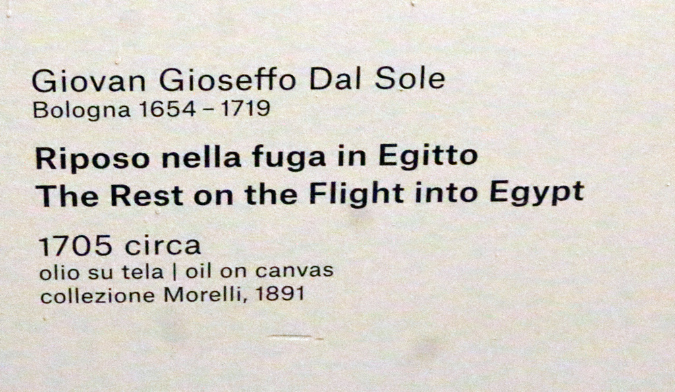 Giovan Gioseffo Dal Sole
Bologna 1654 – 1719
Riposo nella fuga in Egitto
The Rest on the Flight into Egypt
1705 circa
olio su tela | oil on canvas
collezione Morelli, 1891